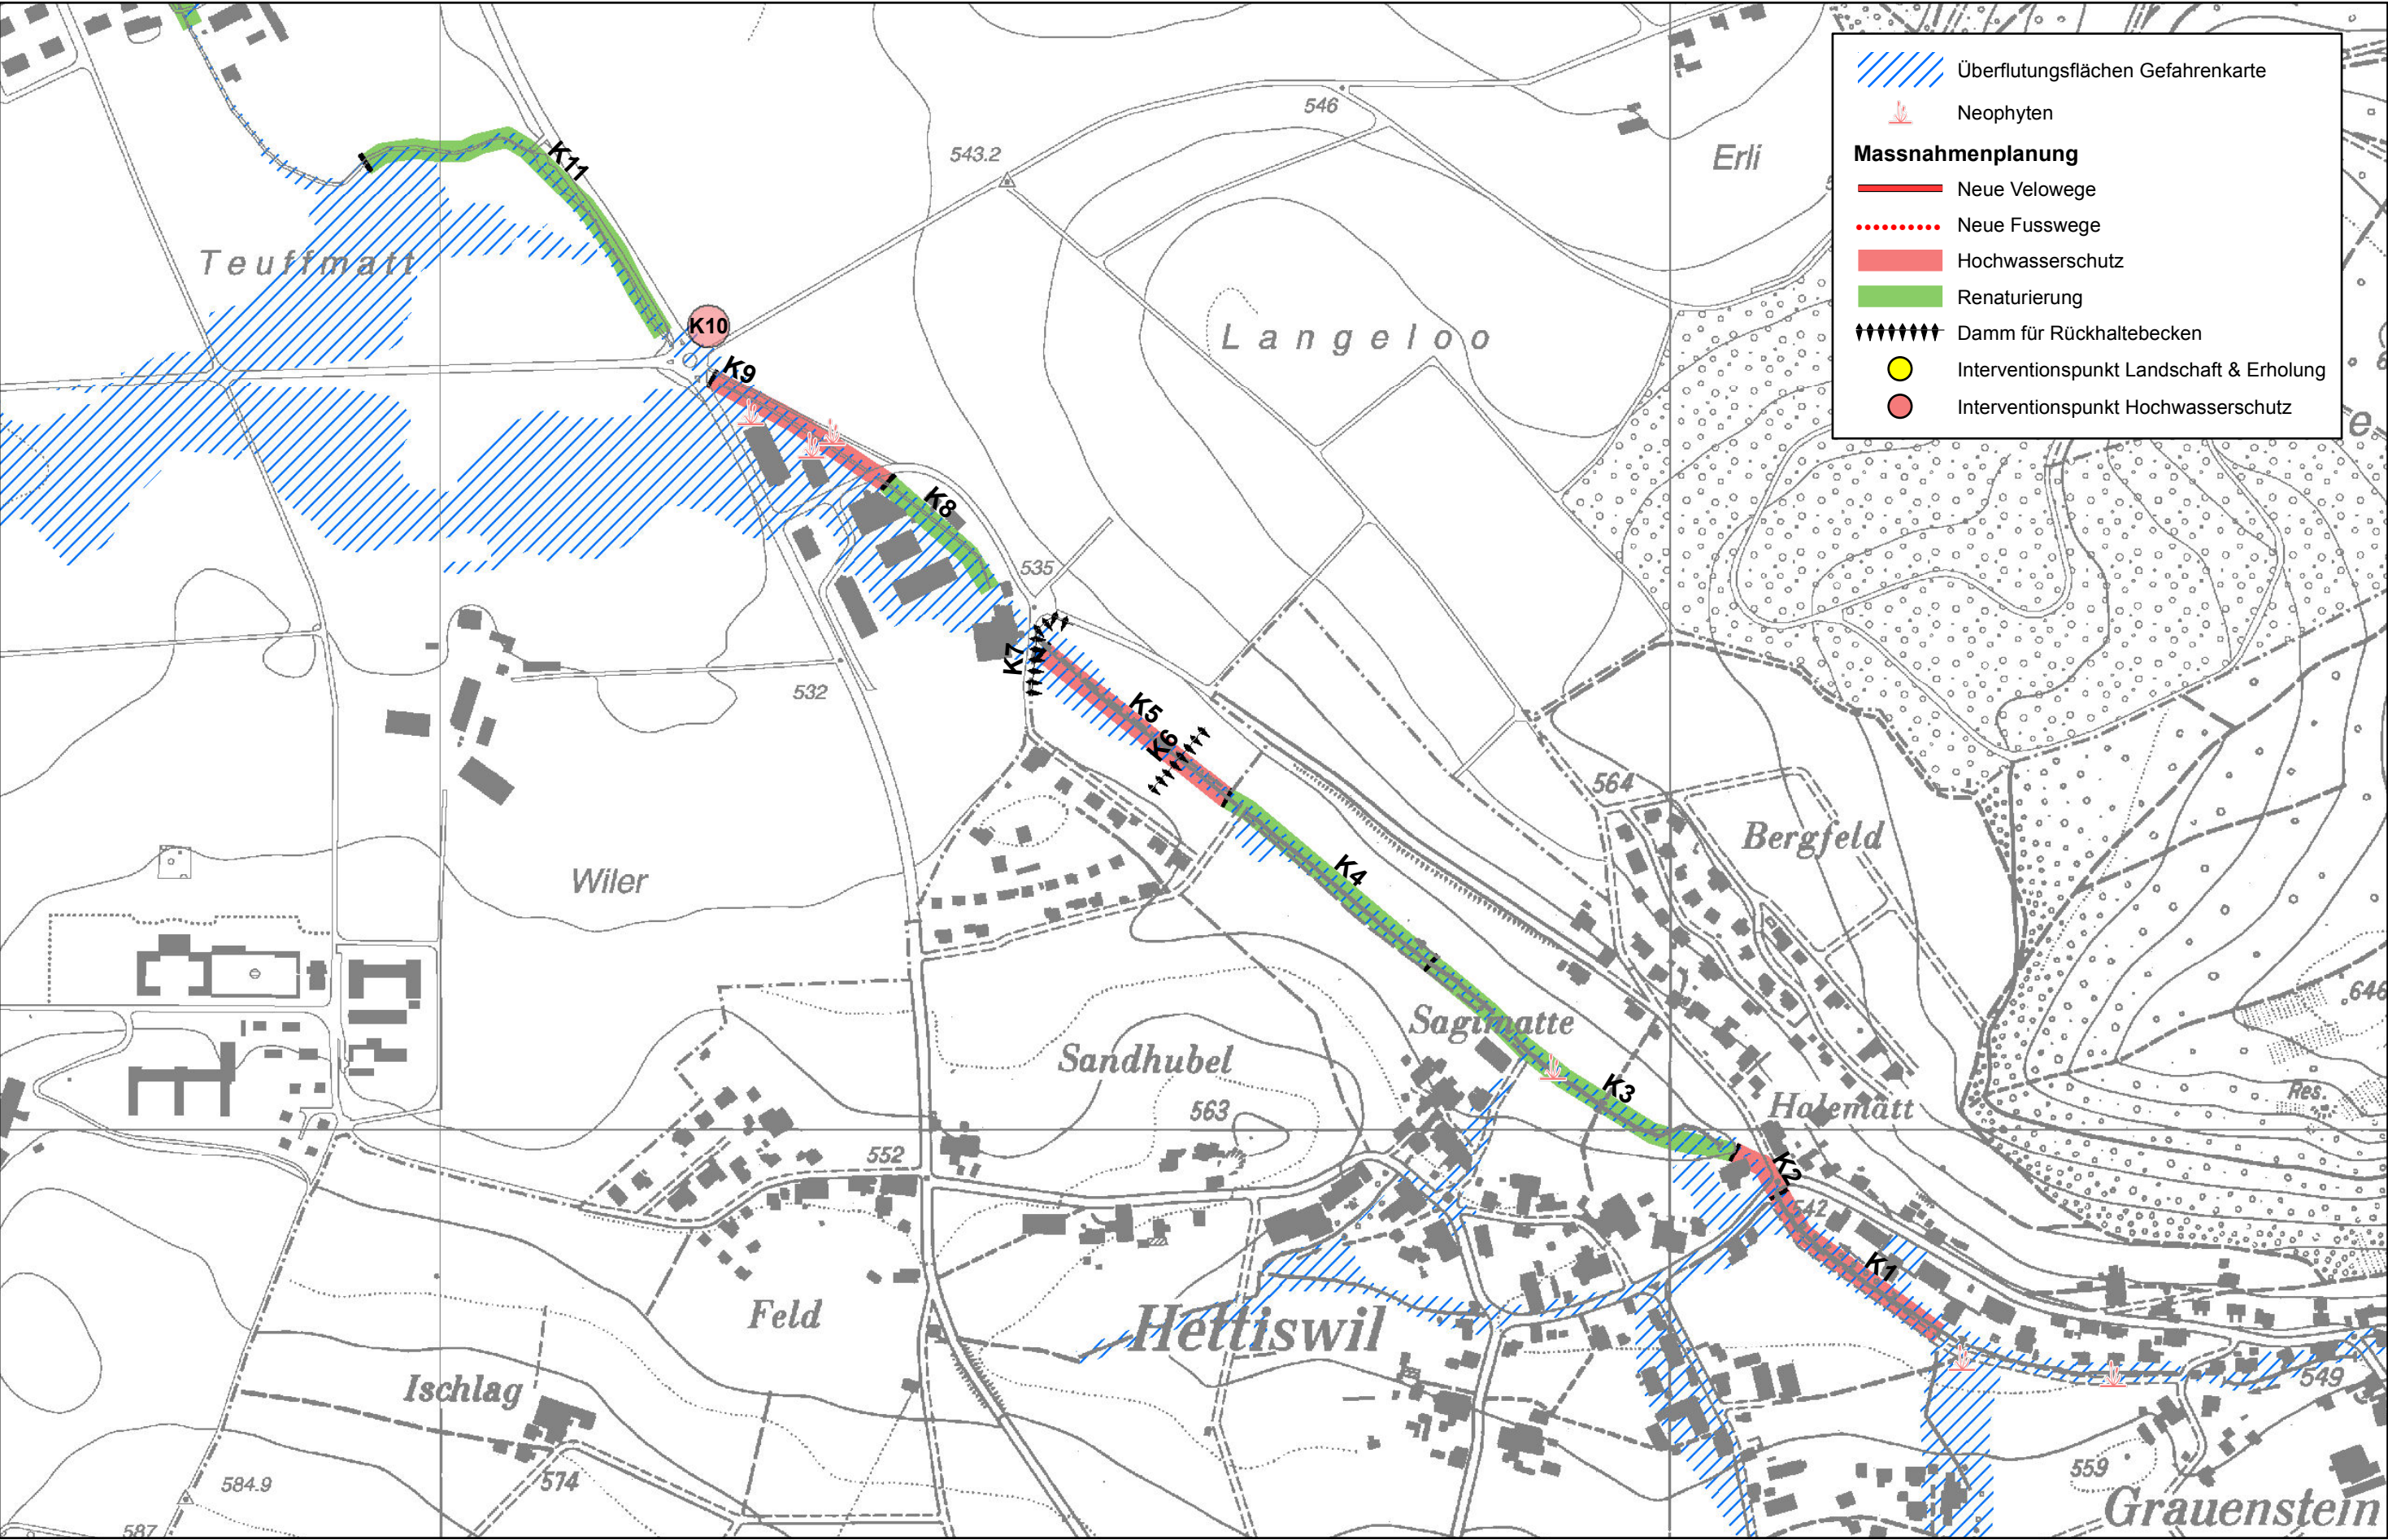 Überflutungsflächen Gefahrenkarte
Neophyten
Massnahmenplanung
Neue Velowege
Neue Fusswege
Hochwasserschutz
Renaturierung
Damm für Rückhaltebecken
Interventionspunkt Landschaft & Erholung
Interventionspunkt Hochwasserschutz
546
543.2
Erli
K11
Teuffmatt
K10
Langeloo
K9
K8
535
K7
532
K5
K6
564
Bergfeld
K4
Wiler
646
Sagimatte
Sandhubel
K3
Res.
563
Halematt
552
K2
42
K1
Feld
Hettiswil
549
Ischlag
559
574
584.9
Grauenstein
587